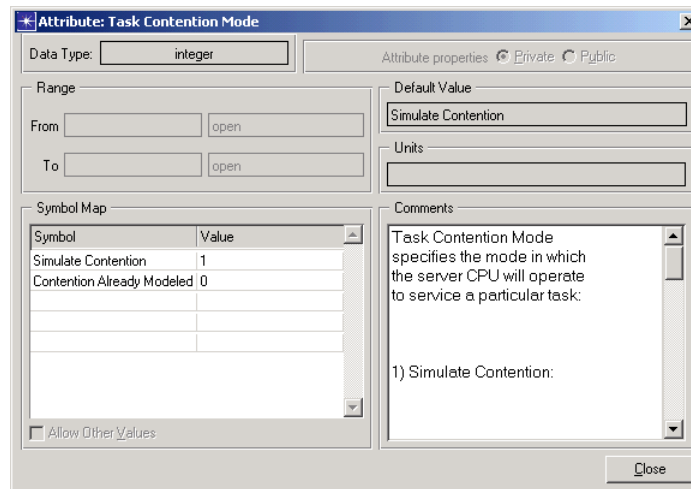 Attribute: Task Contention Mode
Data Type: integer
Attribute properties Private Public
Range
From open
To open
Default Value
Simulate Contention
Units
Symbol Map
Symbol Value
Simulate Contention 1
Contention Already Modeled 0
Allow Other Values
Comments
Task Contention Mode
specifies the mode in which
the server CPU will operate
to service a particular task:
1) Simulate Contention:
Close